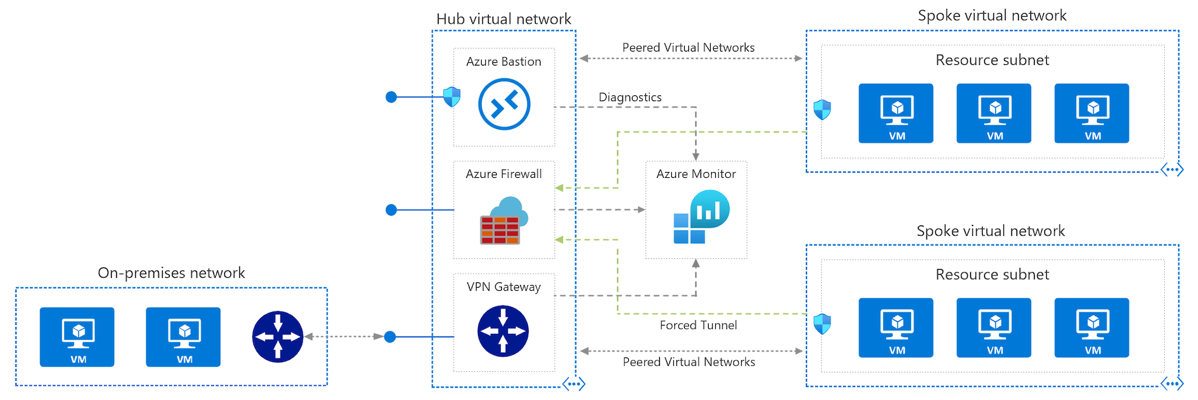 Hub virtual network
Spoke virtual network
Azure Bastion
Peered Virtual Networks
Resource subnet
Diagnostics
VM
VM
VM
Azure Firewall
Azure Monitor
Spoke virtual network
On-premises network
Resource subnet
VPN Gateway
Forced Tunnel
VM
VM
VM
VM
VM
Peered Virtual Networks